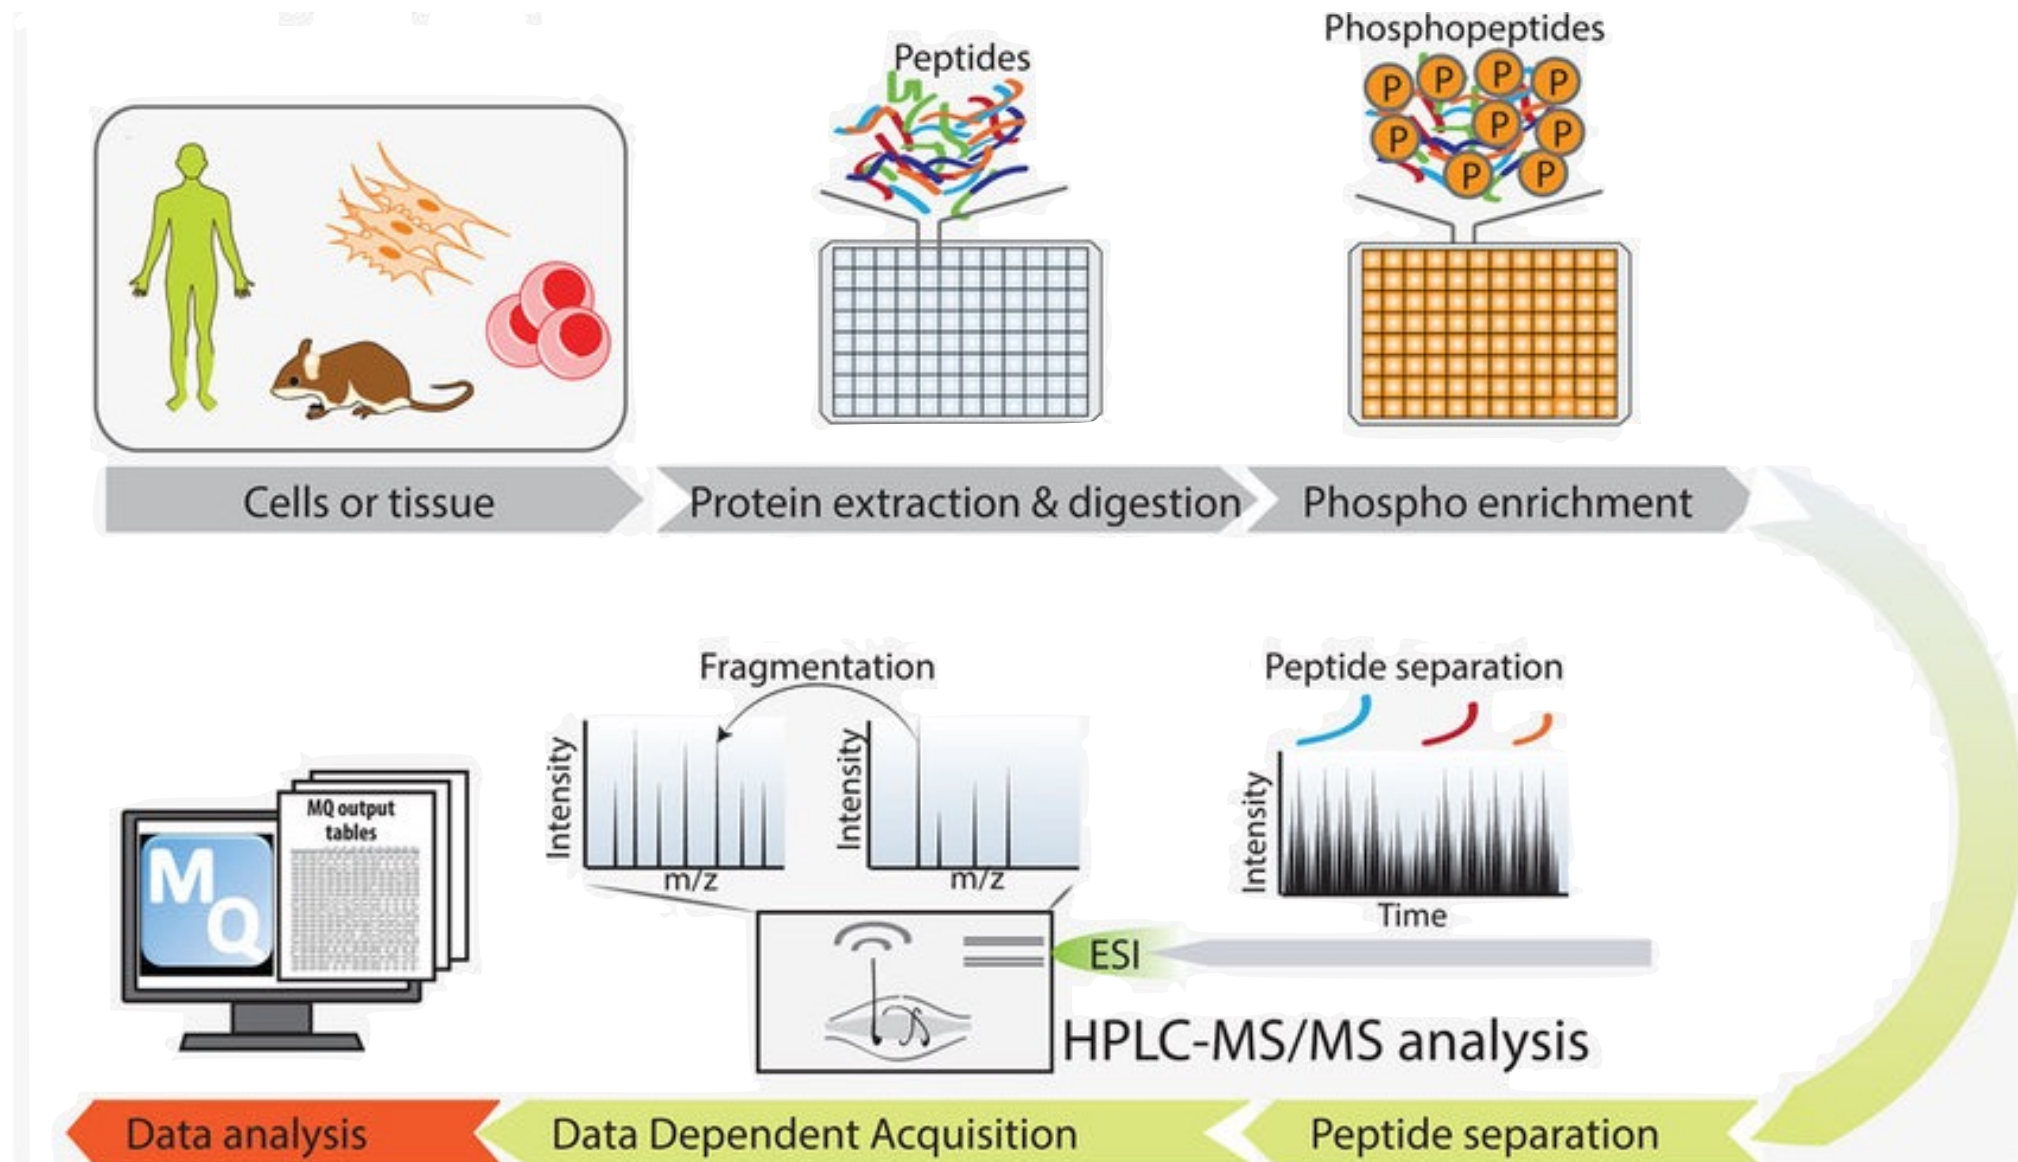 Peptides
Phosphopeptides
P
P
P
P
P
P
P
P
P
Cells or tissue
Protein extraction & digestion
Phospho enrichment
Fragmentation
Peptide separation
Intensity
m/z
Intensity
m/z
Intensity
Time
MQ output
tables
M
Q
ESI
HPLC-MS/MS analysis
Data analysis
Data Dependent Acquisition
Peptide separation